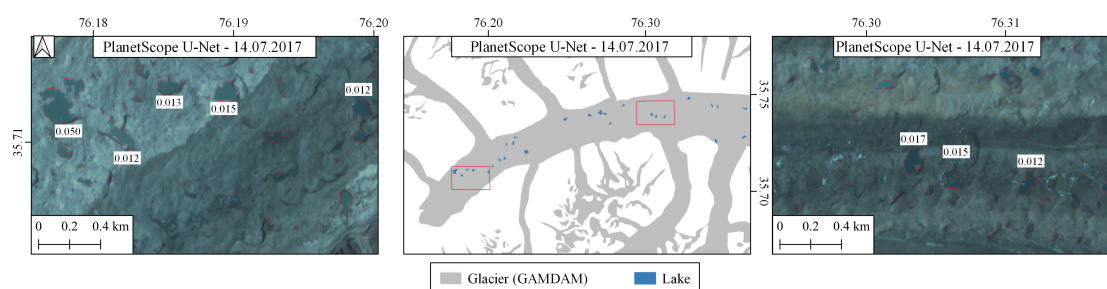 76.18 76.19 76.20
PlanetScope U-Net - 14.07.2017
0.012
0.013
0.015
0.050
0.012
35.71
0 0.2 0.4 km
76.20 76.30
PlanetScope U-Net - 14.07.2017
35.75
35.70
76.30 76.31
PlanetScope U-Net - 14.07.2017
0.017
0.015
0.012
0 0.2 0.4 km
Glacier (GAMDAM) Lake